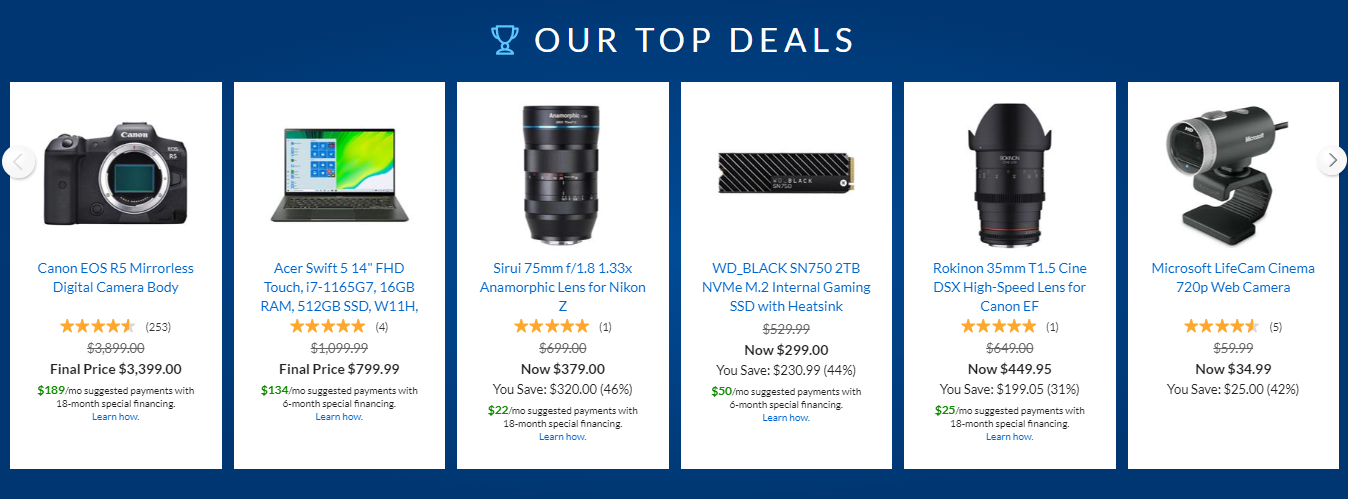 OUR TOP DEALS
Canon
EOS
R5
Canon EOS R5 Mirrorless
Digital Camera Body
(253)
$3,899.00
Final Price $3,399.00
$189/mo suggested payments with
18-month special financing.
Learn how.
Acer Swift 5 14" FHD
Touch, i7-1165G7, 16GB
RAM, 512GB SSD, W11H,
(4)
$1,099.99
Final Price $799.99
$134/mo suggested payments with
6-month special financing.
Learn how.
Anamorphic
Sirui 75mm f/1.8 1.33x
Anamorphic Lens for Nikon
Z
(1)
$699.00
Now $379.00
You Save: $320.00 (46%)
$22/mo suggested payments with
18-month special financing.
Learn how.
WD_BLACK
SN750
WD_BLACK SN750 2TB
NVMe M.2 Internal Gaming
SSD with Heatsink
$529.99
Now $299.00
You Save: $230.99 (44%)
$50/mo suggested payments with
6-month special financing.
Learn how.
ROKINON
Rokinon 35mm T1.5 Cine
DSX High-Speed Lens for
Canon EF
(1)
$649.00
Now $449.95
You Save: $199.05 (31%)
$25/mo suggested payments with
18-month special financing.
Learn how.
HD
Microsoft
Microsoft LifeCam Cinema
720p Web Camera
(5)
$59.99
Now $34.99
You Save: $25.00 (42%)